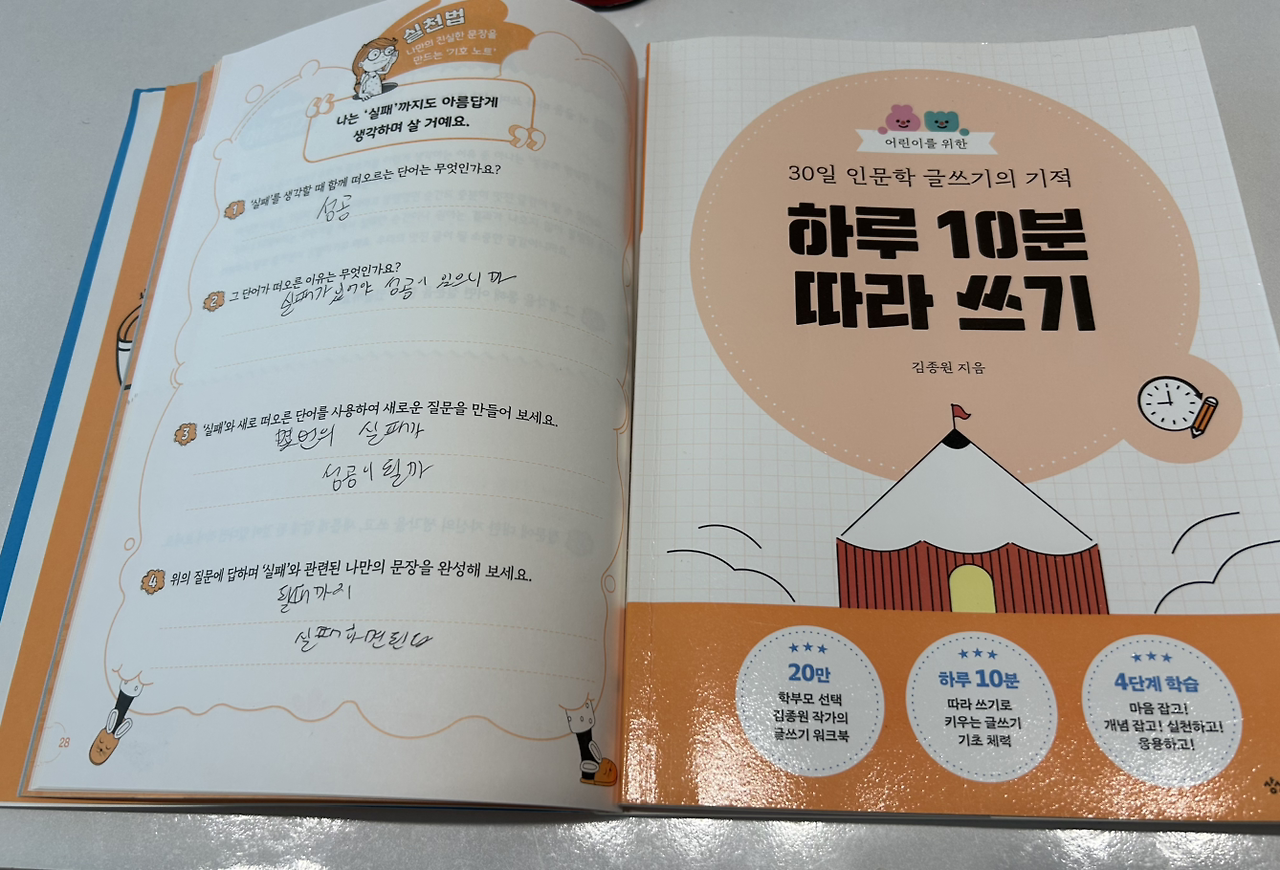 실천법
나만의 진실한 문장을
만드는 '기호 노트'
나는 '실패'까지도 아름답게
생각하며 살 거예요.
1 '실패'를 생각할 때 함께 떠오르는 단어는 무엇인가요?
성공
2 그 단어가 떠오른 이유는 무엇인가요?
실패가 있어야 성공이 있으니까
3 '실패'와 새로 떠오른 단어를 사용하여 새로운 질문을 만들어 보세요.
몇번의 실패가
성공이 될까
4 위의 질문에 답하며 '실패'와 관련된 나만의 문장을 완성해 보세요.
될때까지
실패하면된다
28
어린이를 위한
30일 인문학 글쓰기의 기적
하루 10분
따라 쓰기
김종원 지음
20만
학부모 선택
김종원 작가의
글쓰기 워크북
하루 10분
따라 쓰기로
키우는 글쓰기
기초 체력
4단계 학습
마음 잡고!
개념 잡고! 실천하고!
응용하고!